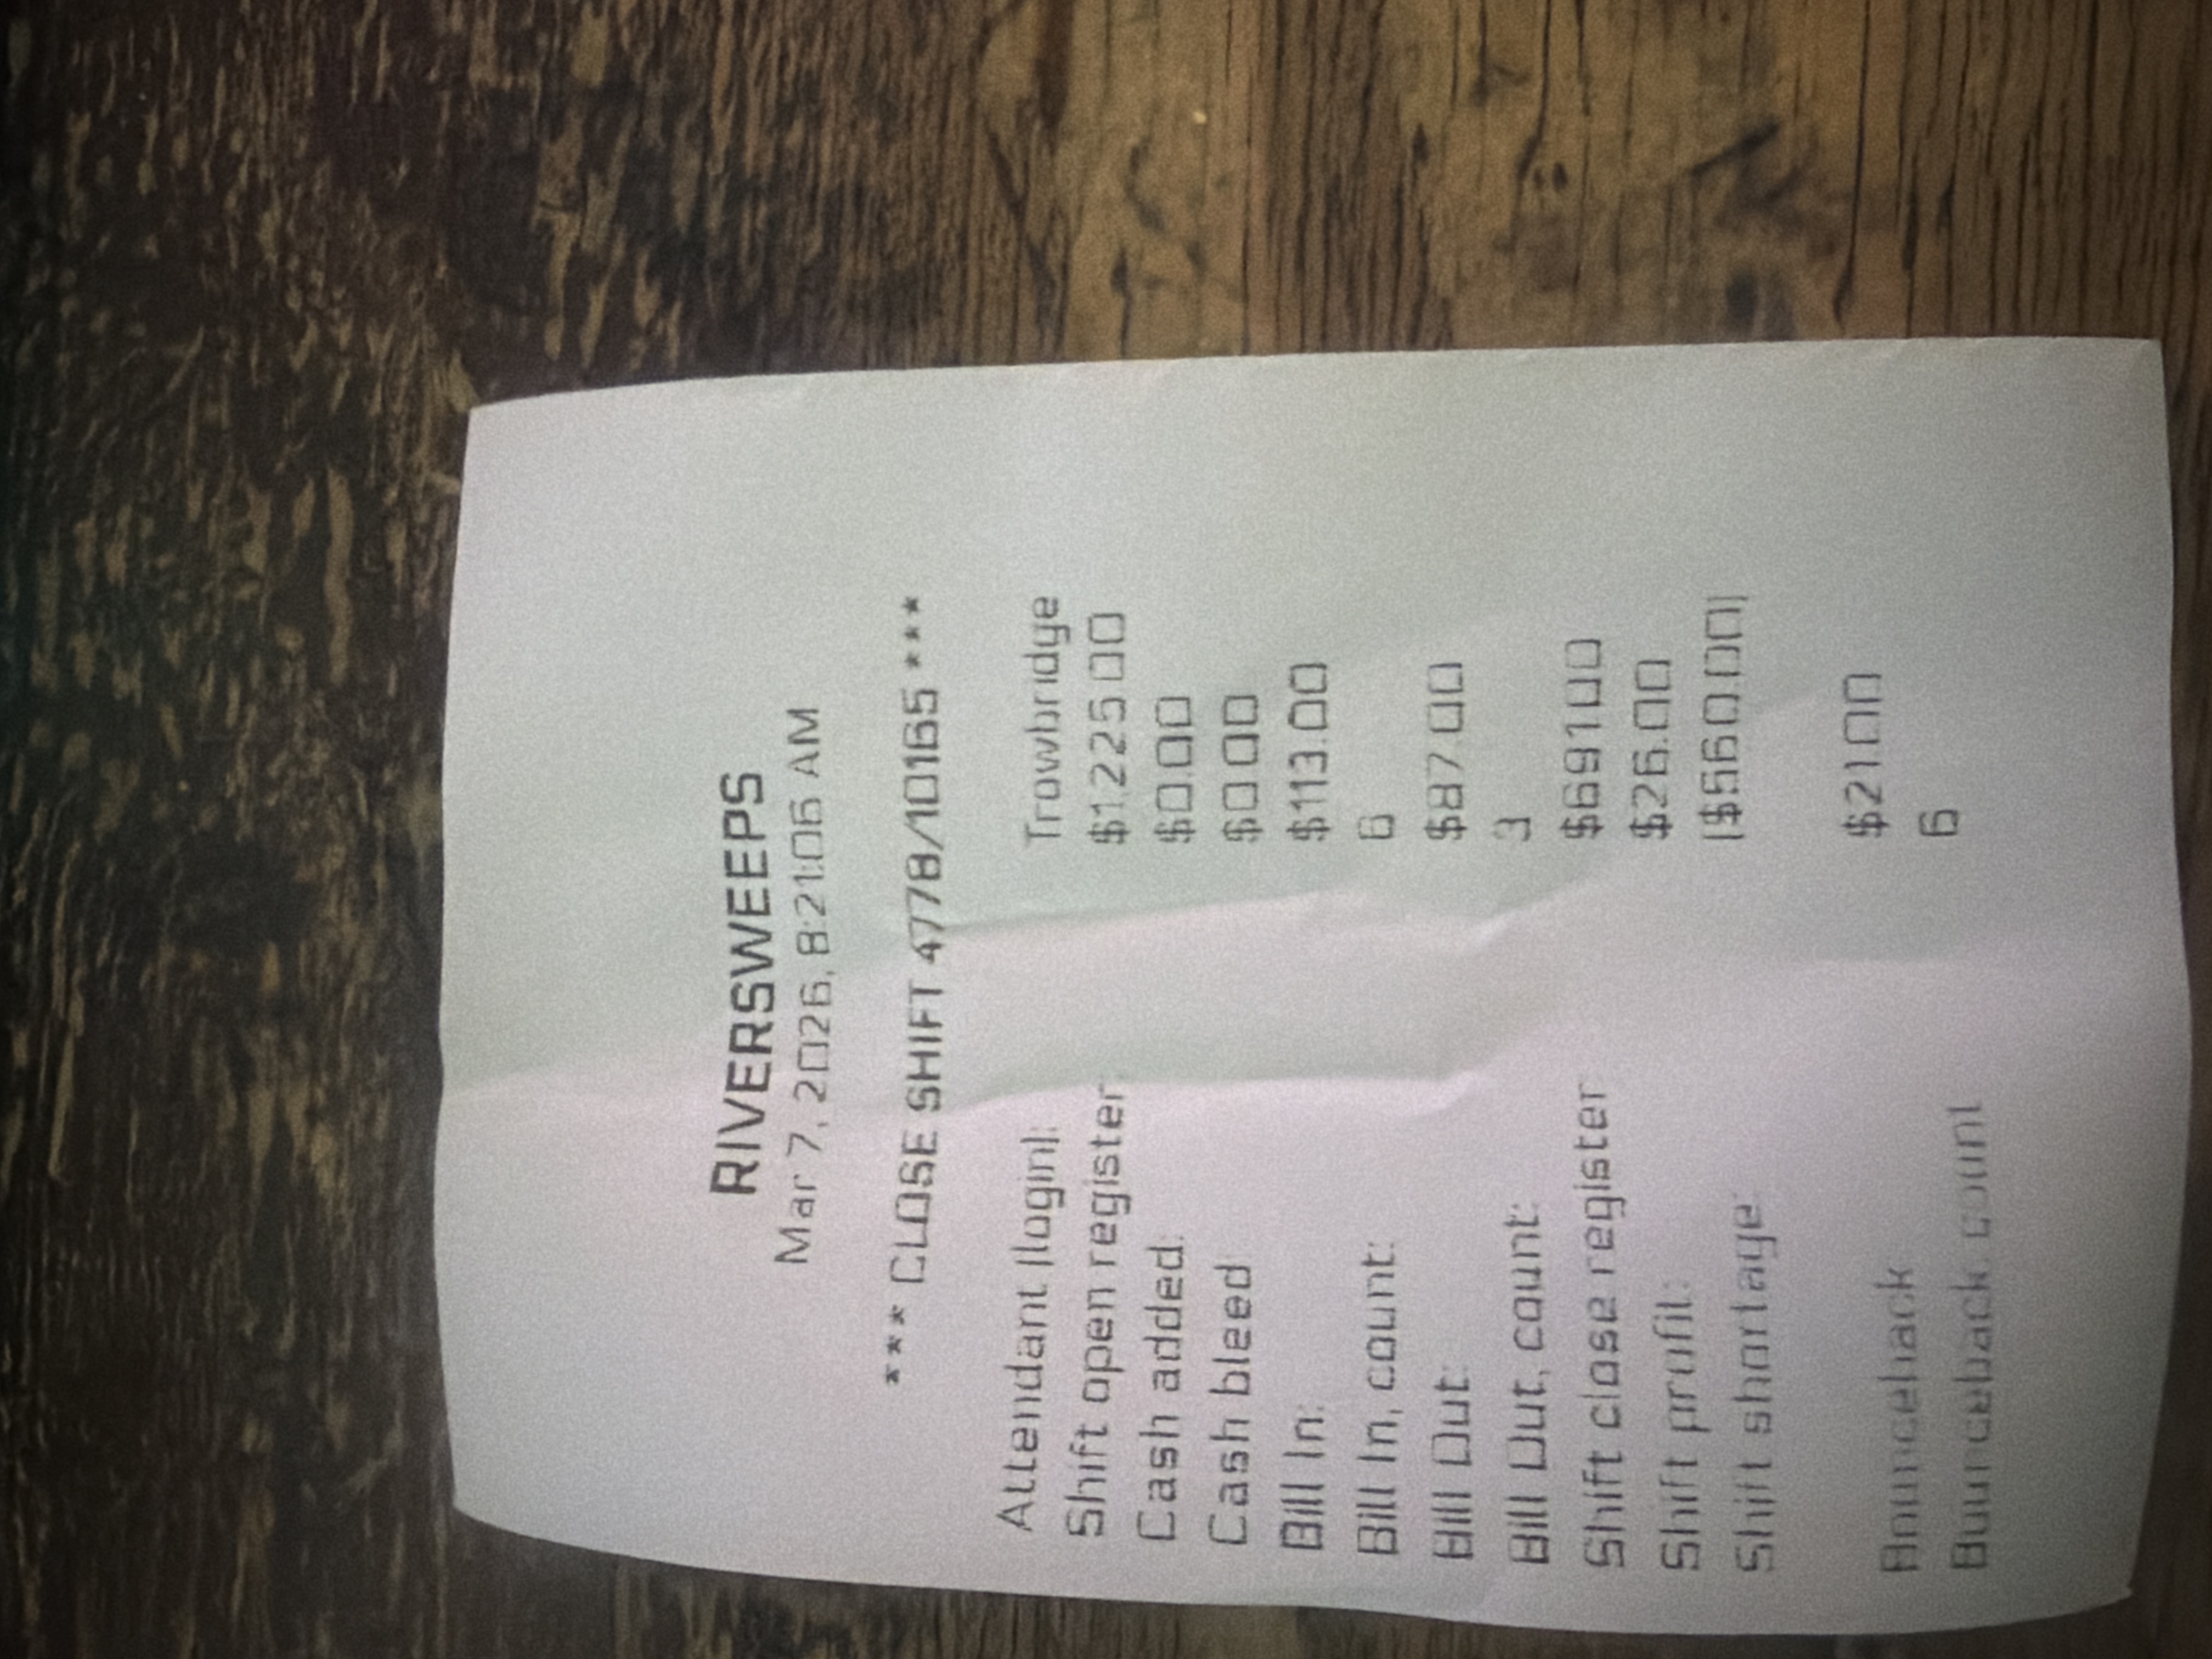 RIVERSWEEPS
Mar 7, 2026, 8:21:06 AM
*** CLOSE SHIFT 4778/10165 ***
Attendant (login): Trowbridge
Shift open register $1225.00
Cash added: $0.00
Cash bleed $0.00
Bill In: $113.00
Bill In, count: 6
Bill Out: $87.00
Bill Out, count: 3
Shift close register $691.00
Shift profit: $26.00
Shift shortage ($560.00)
Bounceback $21.00
Bounceback, count 6